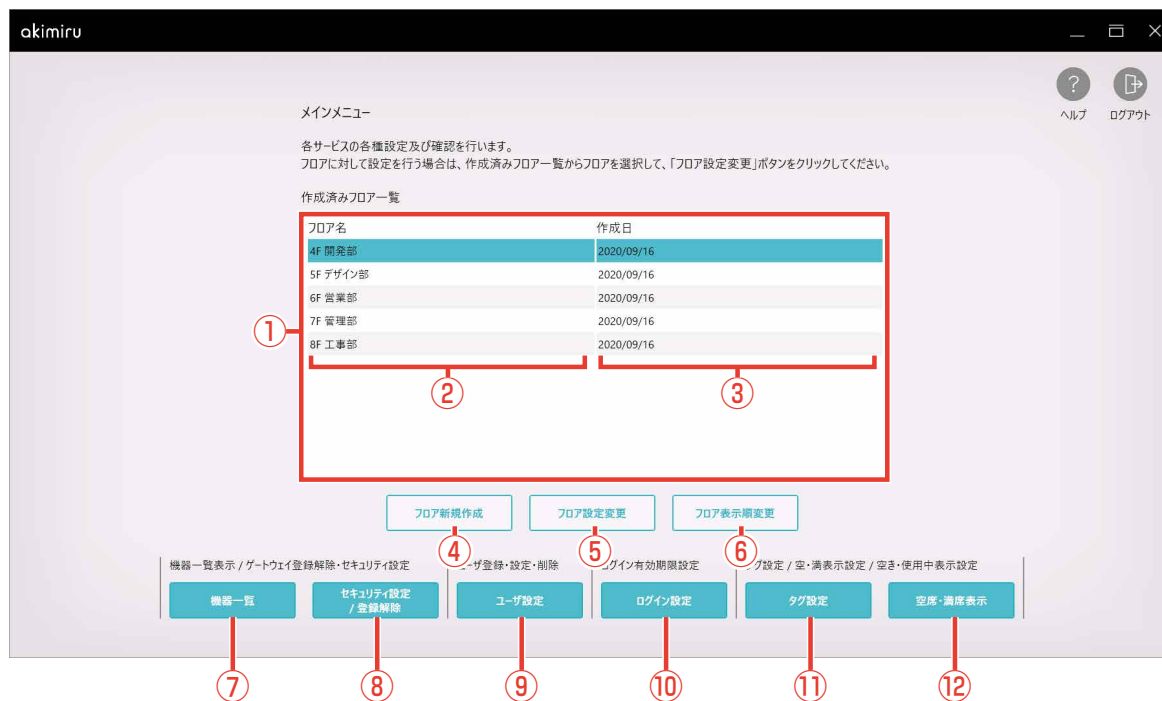 akimiru
ヘルプ
ログアウト
メインメニュー
各サービスの各種設定及び確認を行います。
フロアに対して設定を行う場合は、作成済みフロア一覧からフロアを選択して、「フロア設定変更」ボタンをクリックしてください。
作成済みフロア一覧
フロア名 作成日
4F 開発部 2020/09/16
5F デザイン部 2020/09/16
6F 営業部 2020/09/16
7F 管理部 2020/09/16
8F 工事部 2020/09/16
①
② ③
フロア新規作成 フロア設定変更 フロア表示順変更
④ ⑤ ⑥
機器一覧表示 / ゲートウェイ登録解除・セキュリティ設定 ーザ登録・設定・削除 グイン有効期限設定 グ設定 / 空・満表示設定 / 空き・使用中表示設定
機器一覧 セキュリティ設定 / 登録解除 ユーザ設定 ログイン設定 タグ設定 空席・満席表示
⑦ ⑧ ⑨ ⑩ ⑪ ⑫